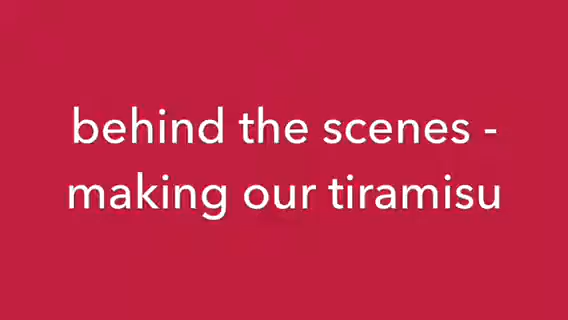 behind the scenes -
making our tiramisu